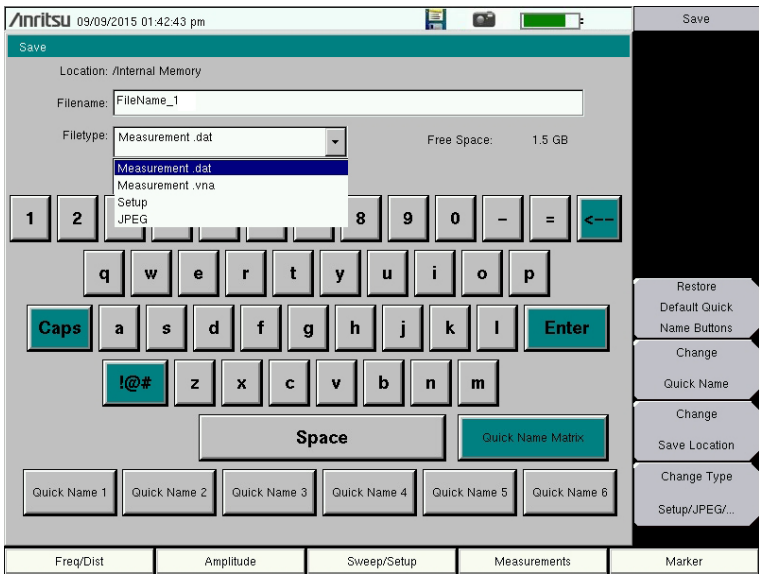 Anritsu 09/09/2015 01:42:43 pm
Save
Save
Location: /Internal Memory
Filename: FileName_1
Filetype: Measurement .dat
Free Space: 1.5 GB
Measurement .dat
Measurement .vna
Setup
JPEG
1 2 8 9 0 - = <--
q w e r t y u i o p
Caps a s d f g h j k l Enter
!@# z x c v b n m
Space
Quick Name Matrix
Quick Name 1 Quick Name 2 Quick Name 3 Quick Name 4 Quick Name 5 Quick Name 6
Restore
Default Quick
Name Buttons
Change
Quick Name
Change
Save Location
Change Type
Setup/JPEG/...
Freq/Dist Amplitude Sweep/Setup Measurements Marker